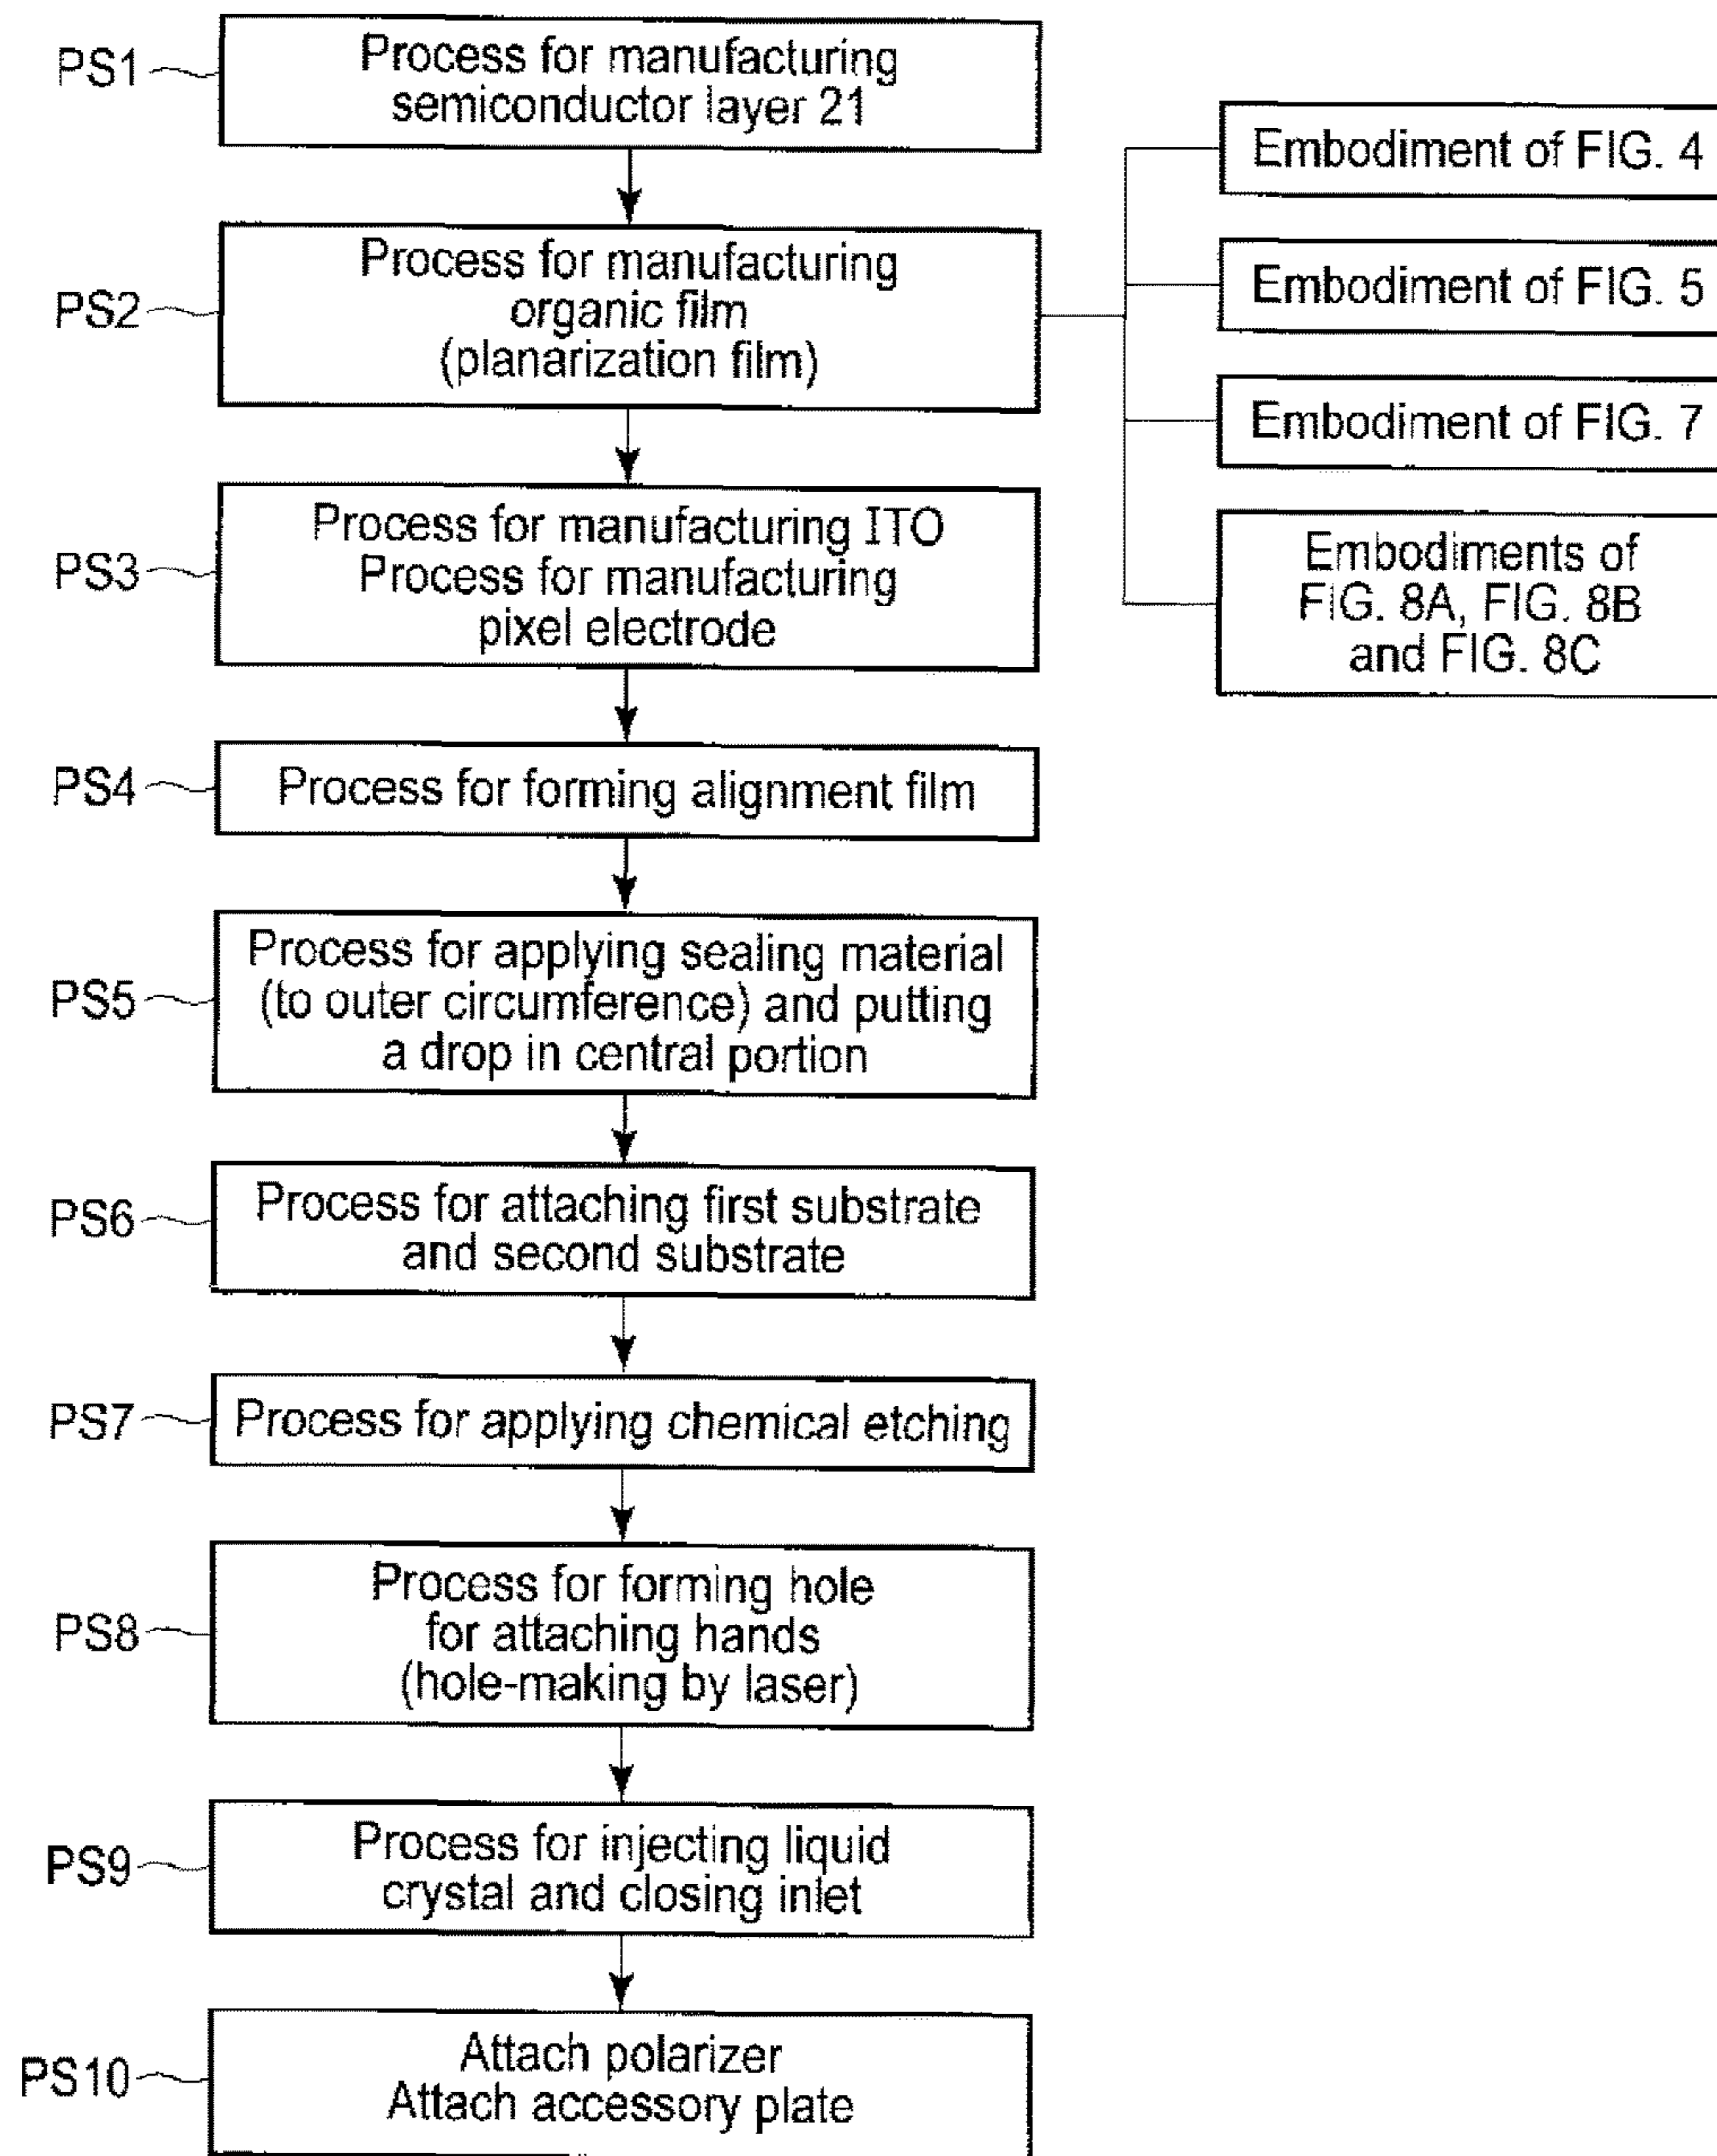 PS1
Process for manufacturing
semiconductor layer 21
PS2
Process for manufacturing
organic film
(planarization film)
Embodiment of FIG. 4
Embodiment of FIG. 5
Embodiment of FIG. 7
Embodiments of
FIG. 8A, FIG. 8B
and FIG. 8C
PS3
Process for manufacturing ITO
Process for manufacturing
pixel electrode
PS4
Process for forming alignment film
PS5
Process for applying sealing material
(to outer circumference) and putting
a drop in central portion
PS6
Process for attaching first substrate
and second substrate
PS7
Process for applying chemical etching
PS8
Process for forming hole
for attaching hands
(hole-making by laser)
PS9
Process for injecting liquid
crystal and closing inlet
PS10
Attach polarizer
Attach accessory plate